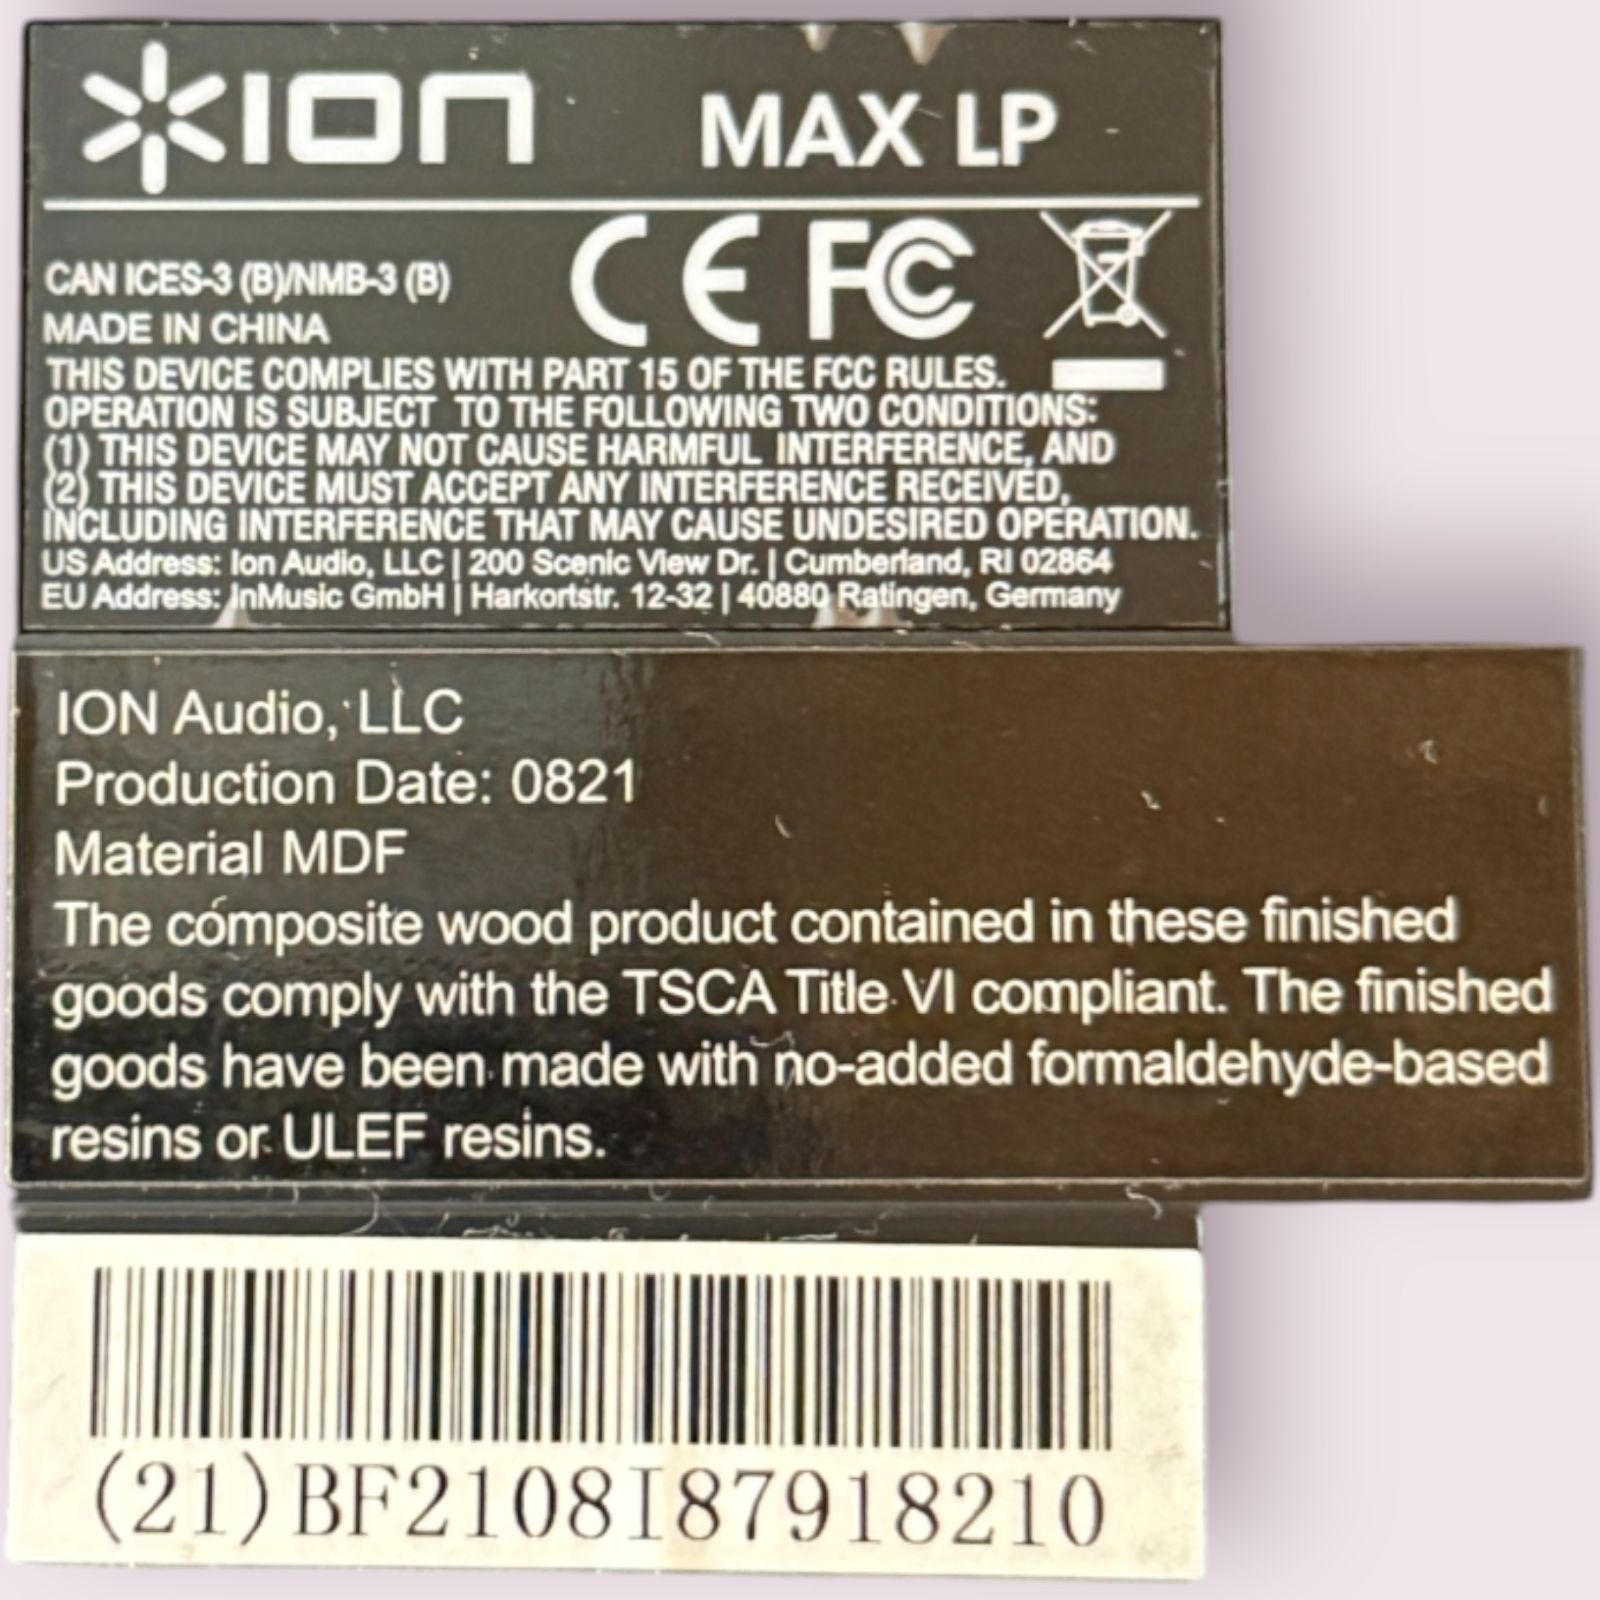 ION MAX LP
CE FC
CAN ICES-3 (B)/NMB-3 (B)
MADE IN CHINA
THIS DEVICE COMPLIES WITH PART 15 OF THE FCC RULES.
OPERATION IS SUBJECT TO THE FOLLOWING TWO CONDITIONS:
(1) THIS DEVICE MAY NOT CAUSE HARMFUL INTERFERENCE, AND
(2) THIS DEVICE MUST ACCEPT ANY INTERFERENCE RECEIVED,
INCLUDING INTERFERENCE THAT MAY CAUSE UNDESIRED OPERATION.
US Address: Ion Audio, LLC | 200 Scenic View Dr. | Cumberland, RI 02864
EU Address: InMusic GmbH | Harkortstr. 12-32 | 40880 Ratingen, Germany
ION Audio, LLC
Production Date: 0821
Material MDF
The composite wood product contained in these finished
goods comply with the TSCA Title VI compliant. The finished
goods have been made with no-added formaldehyde-based
resins or ULEF resins.
(21)BF2108I87918210